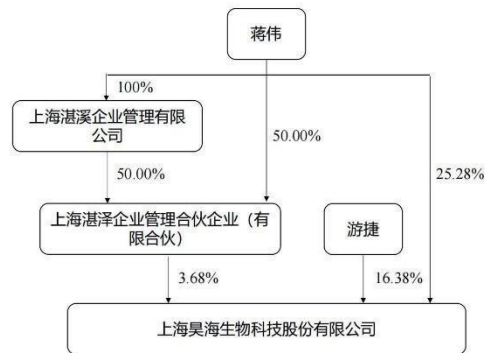 蒋伟
100%
上海湛溪企业管理有限
公司
50.00%
50.00%
25.28%
上海湛泽企业管理合伙企业（有
限合伙）
游捷
3.68%
16.38%
上海昊海生物科技股份有限公司